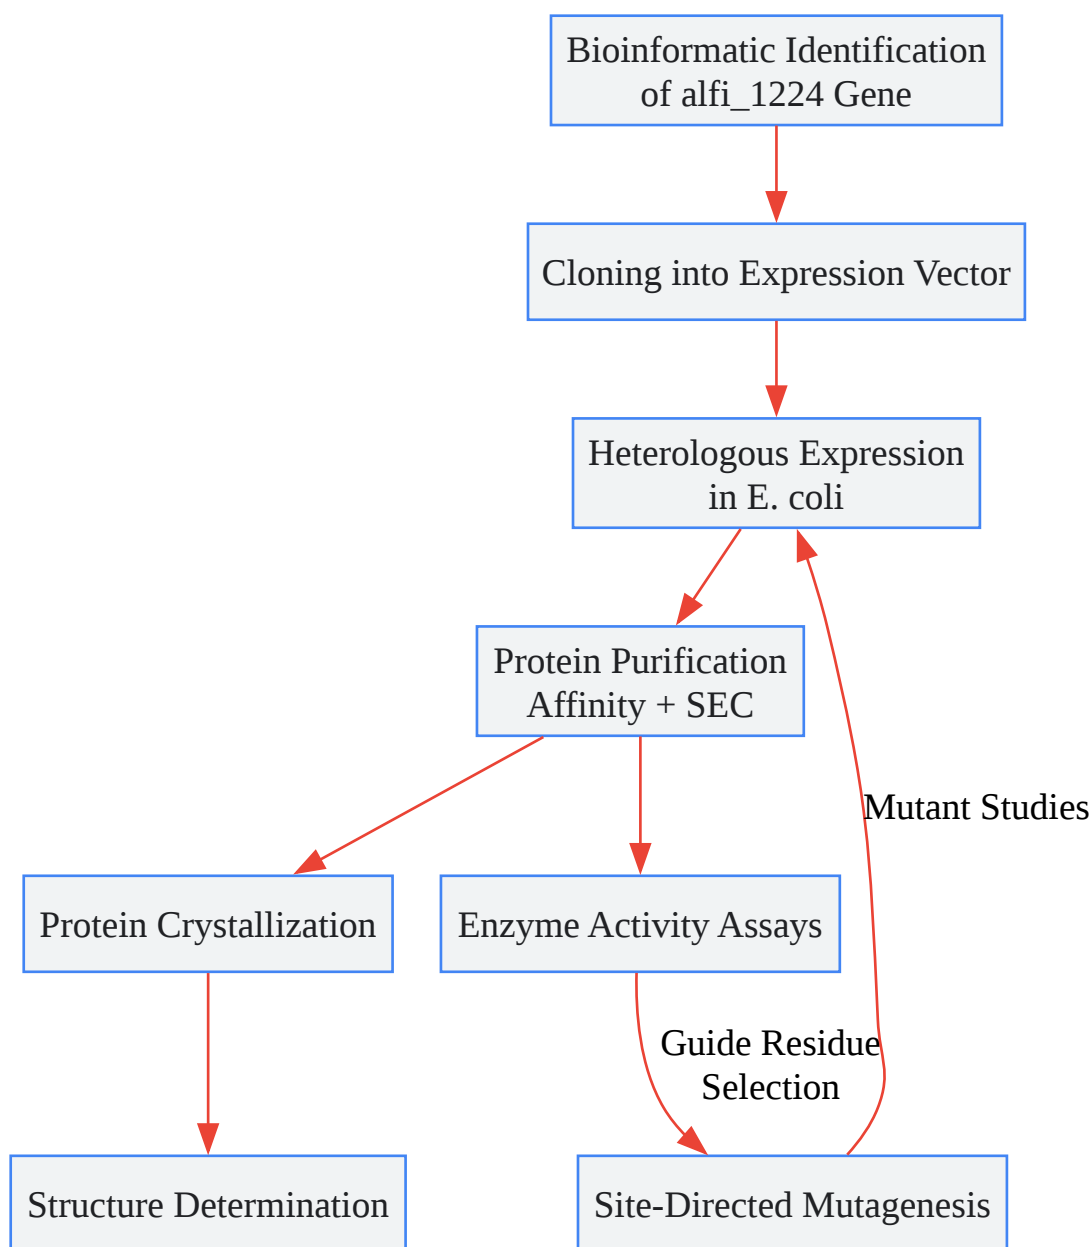 Bioinformatic Identification
of alfi_1224 Gene
Cloning into Expression Vector
Heterologous Expression
in E. coli
Protein Purification
Affinity + SEC
Mutant Studies
Protein Crystallization
Enzyme Activity Assays
Guide Residue
Selection
Structure Determination
Site-Directed Mutagenesis